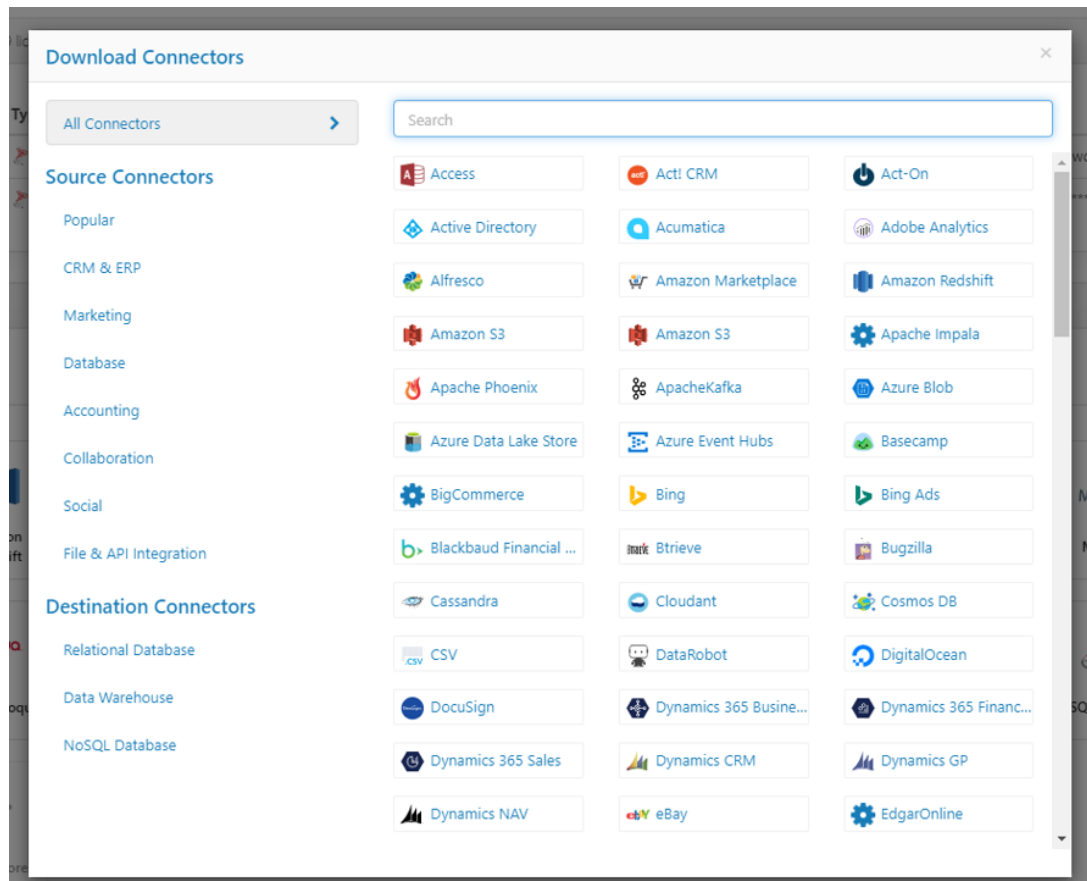 Download Connectors
×
All Connectors
Search
Source Connectors
Popular
CRM & ERP
Marketing
Database
Accounting
Collaboration
Social
File & API Integration
Destination Connectors
Relational Database
Data Warehouse
NoSQL Database
Access
Act! CRM
Act-On
Active Directory
Acumatica
Adobe Analytics
Alfresco
Amazon Marketplace
Amazon Redshift
Amazon S3
Amazon S3
Apache Impala
Apache Phoenix
ApacheKafka
Azure Blob
Azure Data Lake Store
Azure Event Hubs
Basecamp
BigCommerce
Bing
Bing Ads
Blackbaud Financial ...
Btrieve
Bugzilla
Cassandra
Cloudant
Cosmos DB
CSV
DataRobot
DigitalOcean
DocuSign
Dynamics 365 Busine...
Dynamics 365 Financ...
Dynamics 365 Sales
Dynamics CRM
Dynamics GP
Dynamics NAV
eBay
EdgarOnline